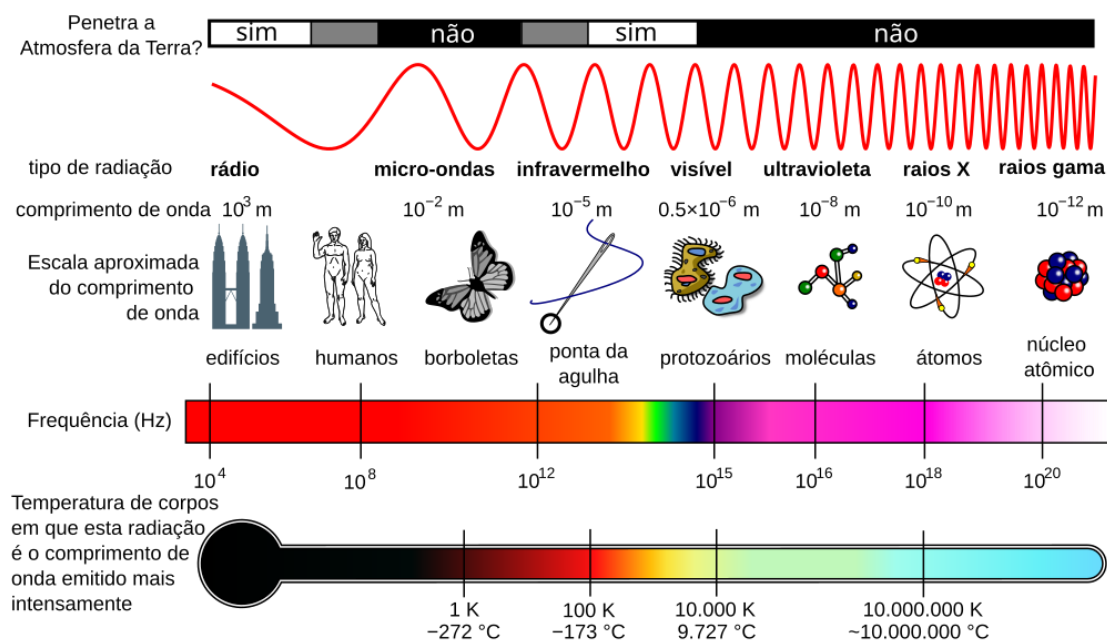 Penetra a
Atmosfera da Terra?
sim
não
sim
não
tipo de radiação
rádio
micro-ondas
infravermelho
visível
ultravioleta
raios X
raios gama
comprimento de onda
10³ m
10⁻² m
10⁻⁵ m
0.5×10⁻⁶ m
10⁻⁸ m
10⁻¹⁰ m
10⁻¹² m
Escala aproximada
do comprimento
de onda
edifícios
humanos
borboletas
ponta da
agulha
protozoários
moléculas
átomos
núcleo
atômico
Frequência (Hz)
10⁴
10⁸
10¹²
10¹⁵
10¹⁶
10¹⁸
10²⁰
Temperatura de corpos
em que esta radiação
é o comprimento de
onda emitido mais
intensamente
1 K
−272 °C
100 K
−173 °C
10.000 K
9.727 °C
10.000.000 K
~10.000.000 °C